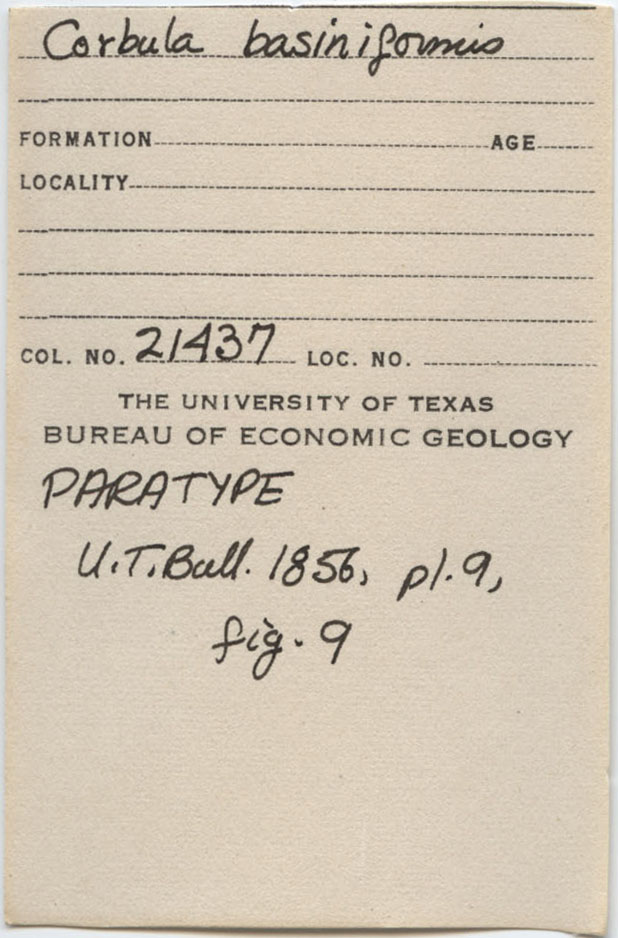 Corbula basiniformis
FORMATION AGE
LOCALITY
COL. NO. 21437 LOC. NO.
THE UNIVERSITY OF TEXAS
BUREAU OF ECONOMIC GEOLOGY
PARATYPE
U.T. Bull. 1856, pl. 9,
fig. 9